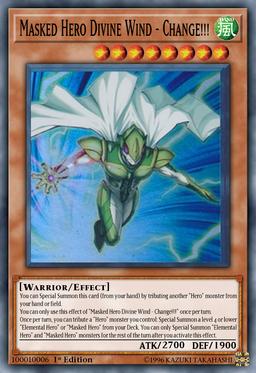 Masked Hero Divine Wind - Change!!!
WIND
風
[Warrior/Effect]
You can Special Summon this card (from your hand) by tributing another "Hero" monster from
your hand or field.
You can only use this effect of "Masked Hero Divine Wind - Change!!!" once per turn.
Once per turn, you can tribute a "Hero" monster you control; Special Summon a level 4 or lower
"Elemental Hero" or "Masked Hero" from your Deck. You can only Special Summon "Elemental
Hero" and "Masked Hero" monsters for the rest of the turn after you activate this effect.
ATK/2700 DEF/1900
100010006 1st Edition ©1996 KAZUKI TAKAHASHI